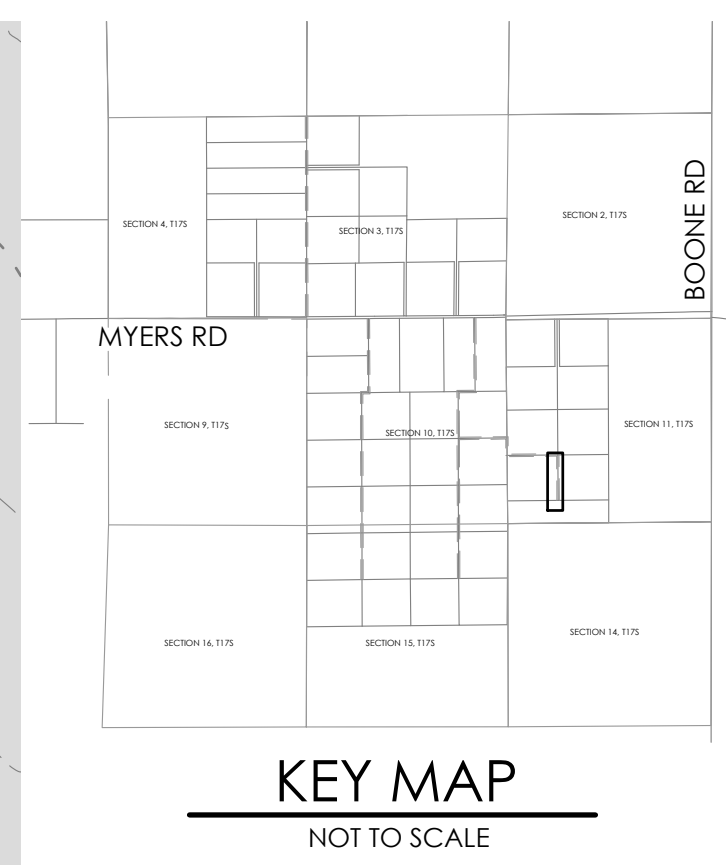 SECTION 4, T17S
SECTION 3, T17S
SECTION 2, T17S
BOONE RD
MYERS RD
SECTION 9, T17S
SECTION 10, T17S
SECTION 11, T17S
SECTION 16, T17S
SECTION 15, T17S
SECTION 14, T17S
KEY MAP
NOT TO SCALE